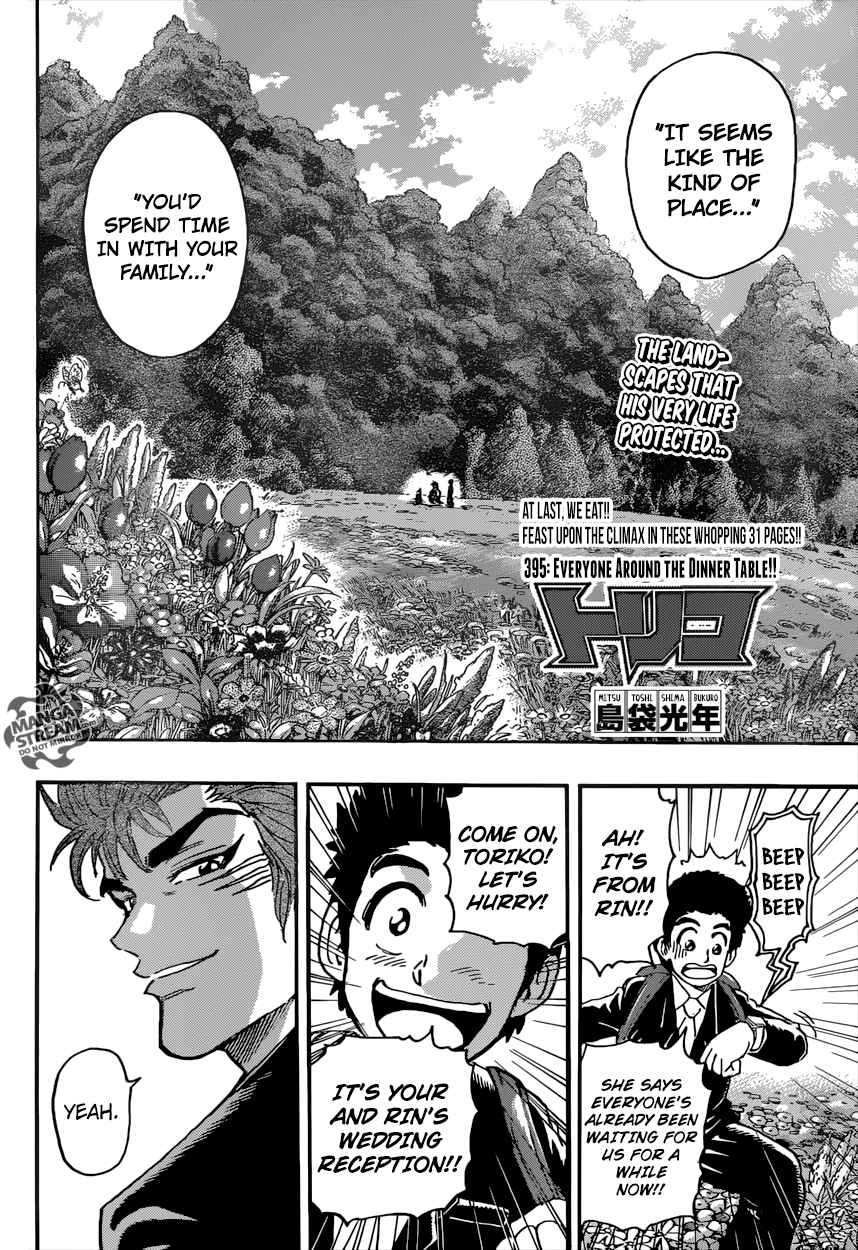 "IT SEEMS
LIKE THE
KIND OF
PLACE..."
"YOU'D
SPEND TIME
IN WITH YOUR
FAMILY..."
THE LAND-
SCAPES THAT
HIS VERY LIFE
PROTECTED...
AT LAST, WE EAT!!
FEAST UPON THE CLIMAX IN THESE WHOPPING 31 PAGES!!
395: EVERYONE AROUND THE DINNER TABLE!!
トリコ
MITSU TOSHI SHIMA BUKURO
島袋光年
MANGA
STREAM
DO NOT MIRROR
BEEP
BEEP
BEEP
AH!
IT'S
FROM
RIN!!
SHE SAYS
EVERYONE'S
ALREADY BEEN
WAITING FOR
US FOR A
WHILE
NOW!!
COME ON,
TORIKO!
LET'S
HURRY!
IT'S YOUR
AND RIN'S
WEDDING
RECEPTION!!
YEAH.